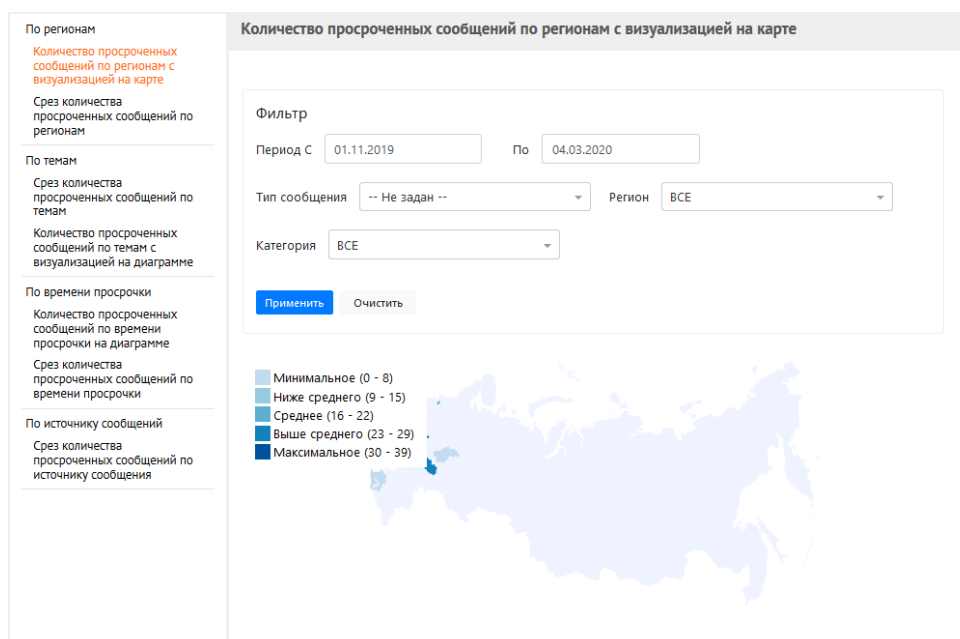 По регионам
Количество просроченных
сообщений по регионам с
визуализацией на карте
Срез количества
просроченных сообщений по
регионам
По темам
Срез количества
просроченных сообщений по
темам
Количество просроченных
сообщений по темам с
визуализацией на диаграмме
По времени просрочки
Количество просроченных
сообщений по времени
просрочки на диаграмме
Срез количества
просроченных сообщений по
времени просрочки
По источнику сообщений
Срез количества
просроченных сообщений по
источнику сообщения
Количество просроченных сообщений по регионам с визуализацией на карте
Фильтр
Период С 01.11.2019 По 04.03.2020
Тип сообщения -- Не задан -- Регион ВСЕ
Категория ВСЕ
Применить Очистить
Минимальное (0 - 8)
Ниже среднего (9 - 15)
Среднее (16 - 22)
Выше среднего (23 - 29)
Максимальное (30 - 39)